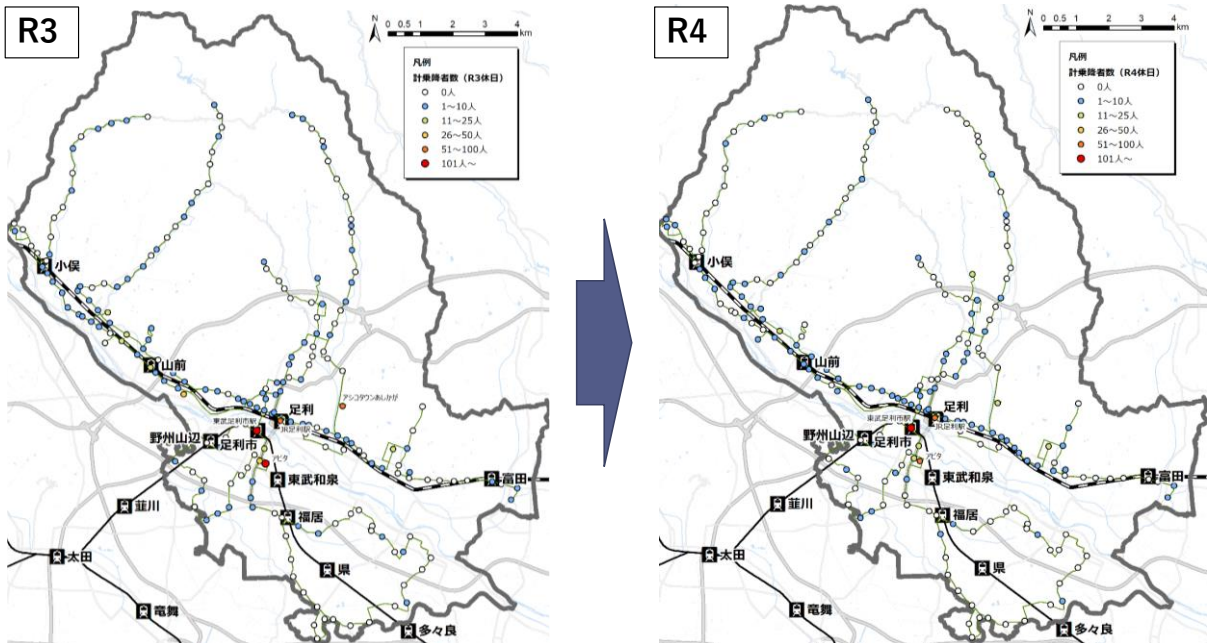 R3
N
0 0.5 1 2 3 4
km
凡例
計乗降者数（R3休日）
0人
1～10人
11～25人
26～50人
51～100人
101人～
小俣
山前
アシコタウンあしかが
足利
東武足利市駅
JR足利駅
野州山辺
足利市
アピタ
東武和泉
富田
韮川
福居
太田
県
竜舞
多々良
R4
N
0 0.5 1 2 3 4
km
凡例
計乗降者数（R4休日）
0人
1～10人
11～25人
26～50人
51～100人
101人～
小俣
山前
足利
東武足利市駅
JR足利駅
野州山辺
足利市
アピタ
東武和泉
富田
韮川
福居
太田
県
竜舞
多々良